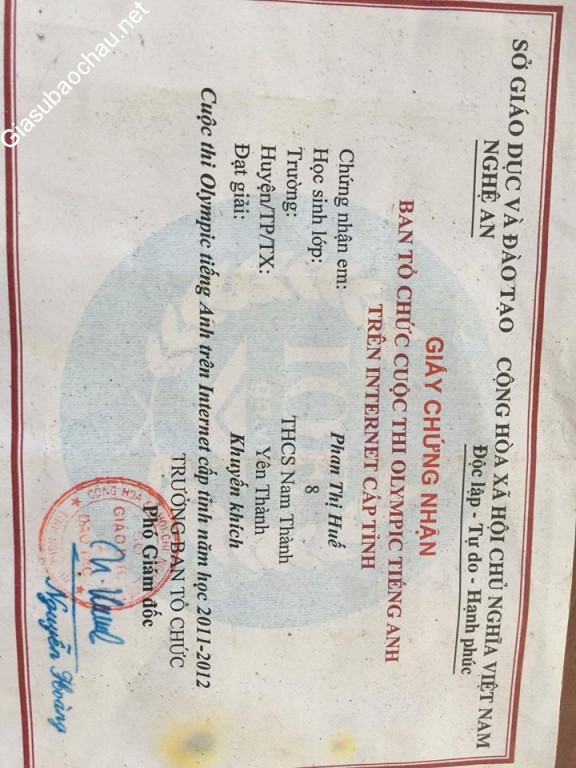 Giasubaochau.net
SỞ GIÁO DỤC VÀ ĐÀO TẠO
NGHỆ AN
CỘNG HÒA XÃ HỘI CHỦ NGHĨA VIỆT NAM
Độc lập - Tự do - Hạnh phúc
GIẤY CHỨNG NHẬN
BAN TỔ CHỨC CUỘC THI OLYMPIC TIẾNG ANH
TRÊN INTERNET CẤP TỈNH
Chứng nhận em: Phan Thị Huế
Học sinh lớp: 8
Trường: THCS Nam Thành
Huyện/TP/TX: Yên Thành
Đạt giải: Khuyến khích
Cuộc thi Olympic tiếng Anh trên Internet cấp tỉnh năm học 2011-2012
TRƯỞNG BAN TỔ CHỨC
Phó Giám đốc
Nguyễn Hoàng